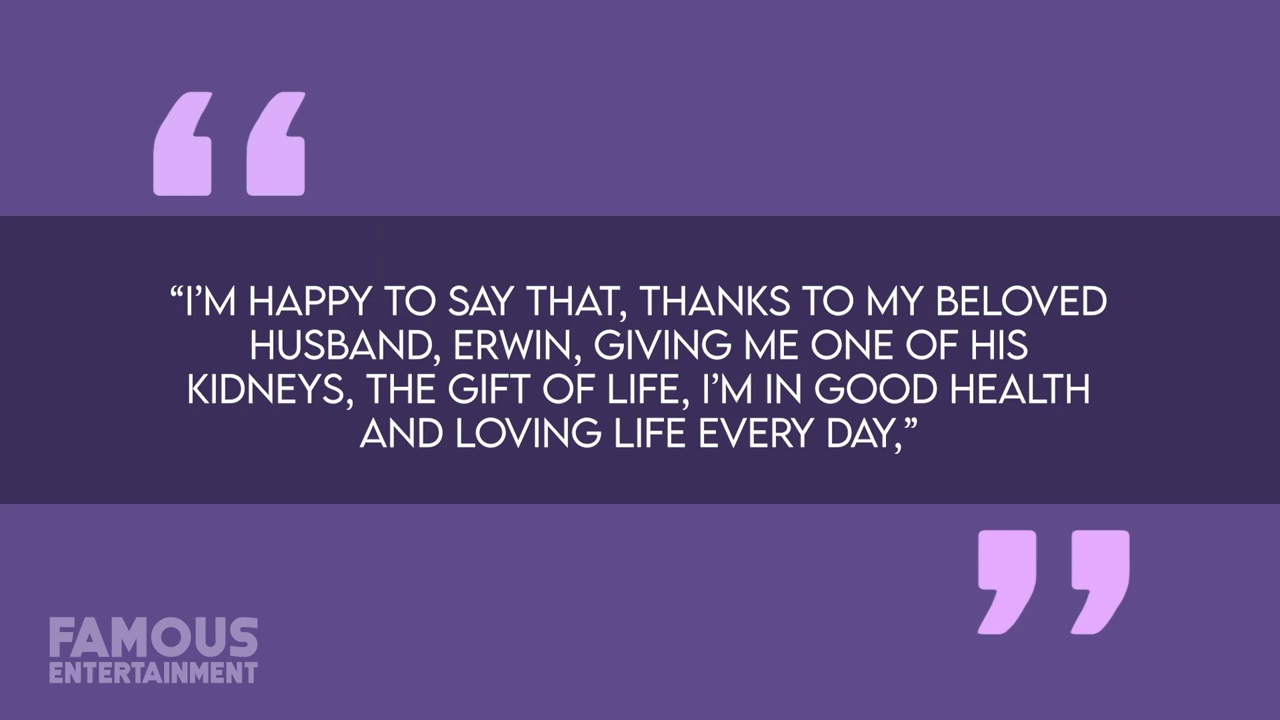 “I’M HAPPY TO SAY THAT, THANKS TO MY BELOVED
HUSBAND, ERWIN, GIVING ME ONE OF HIS
KIDNEYS, THE GIFT OF LIFE, I’M IN GOOD HEALTH
AND LOVING LIFE EVERY DAY,”
FAMOUS
ENTERTAINMENT